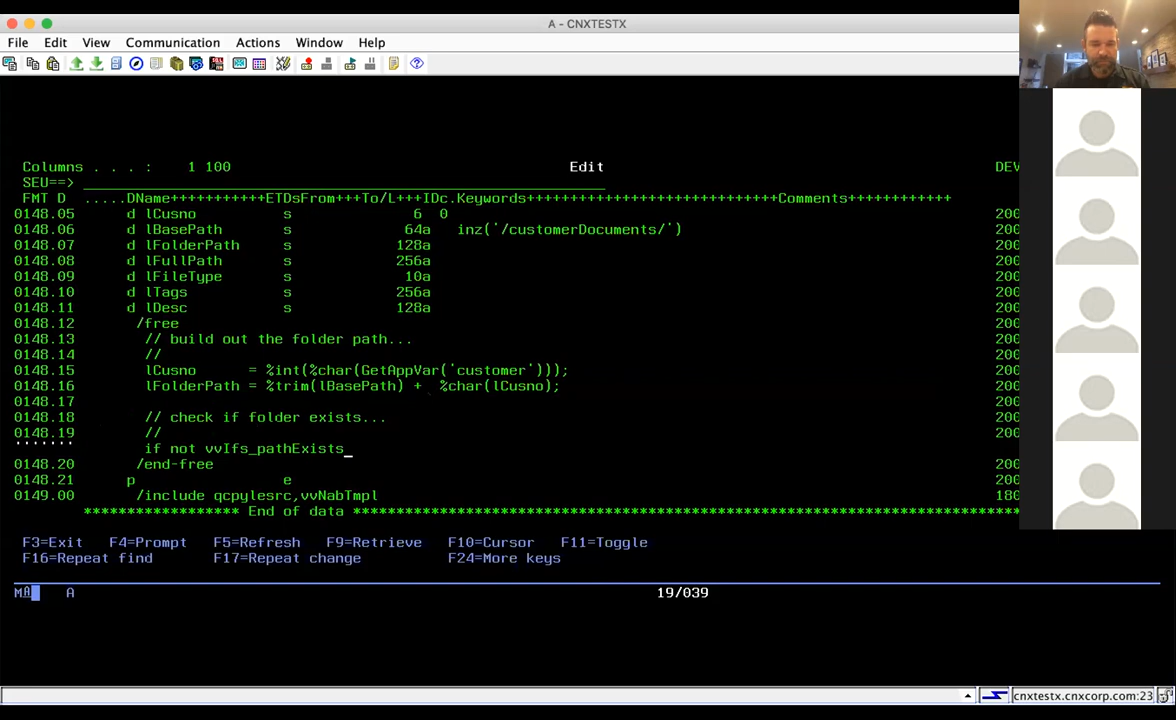 A - CNXTESTX
File Edit View Communication Actions Window Help
Columns . . . : 1 100 Edit DEV
SEU==>
FMT D .....DName+++++++++++ETDsFrom+++To/L+++IDc.Keywords+++++++++++++++++++++++++++++Comments++++++++++++
0148.05 d lCusno s 6 0 200
0148.06 d lBasePath s 64a inz('/customerDocuments/') 200
0148.07 d lFolderPath s 128a 200
0148.08 d lFullPath s 256a 200
0148.09 d lFileType s 10a 200
0148.10 d lTags s 256a 200
0148.11 d lDesc s 128a 200
0148.12 /free 200
0148.13 // build out the folder path... 200
0148.14 // 200
0148.15 lCusno = %int(%char(GetAppVar('customer'))); 200
0148.16 lFolderPath = %trim(lBasePath) + %char(lCusno); 200
0148.17 200
0148.18 // check if folder exists... 200
0148.19 // 200
''''''' if not vvIfs_pathExists_
0148.20 /end-free 200
0148.21 p e 200
0149.00 /include qcpylesrc,vvNabTmpl 180
****************** End of data ****************************************************************************
F3=Exit F4=Prompt F5=Refresh F9=Retrieve F10=Cursor F11=Toggle
F16=Repeat find F17=Repeat change F24=More keys
MA A 19/039
cnxtestx.cnxcorp.com:23